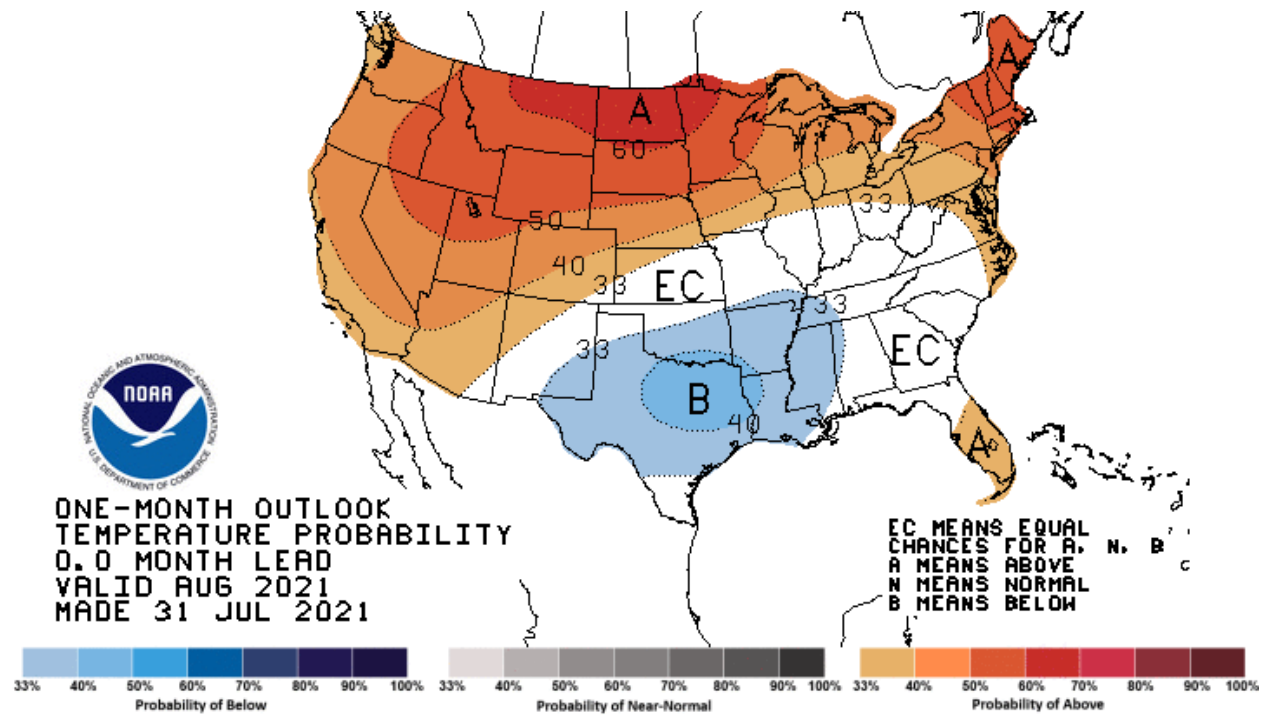 A
A
60
50
33
33
40
33
EC
33
33
EC
B
40
A
NATIONAL OCEANIC AND ATMOSPHERIC ADMINISTRATION
NOAA
U.S. DEPARTMENT OF COMMERCE
ONE-MONTH OUTLOOK
TEMPERATURE PROBABILITY
0.0 MONTH LEAD
VALID AUG 2021
MADE 31 JUL 2021
EC MEANS EQUAL
CHANCES FOR A, N, B
A MEANS ABOVE
N MEANS NORMAL
B MEANS BELOW
33% 40% 50% 60% 70% 80% 90% 100%
Probability of Below
33% 40% 50% 60% 70% 80% 90% 100%
Probability of Near-Normal
33% 40% 50% 60% 70% 80% 90% 100%
Probability of Above